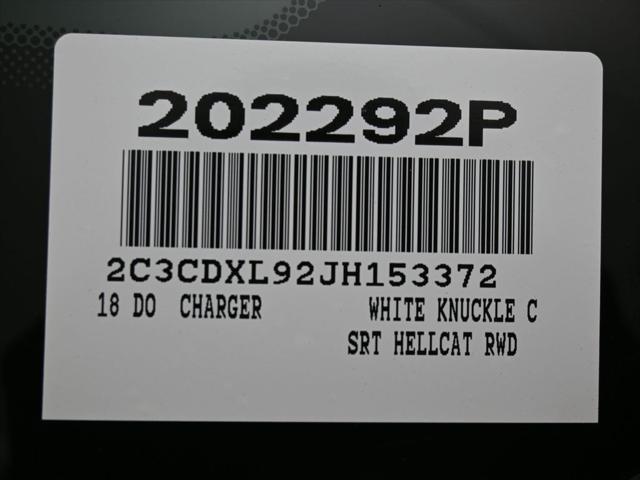 202292P
2C3CDXL92JH153372
18 DO CHARGER WHITE KNUCKLE C
SRT HELLCAT RWD